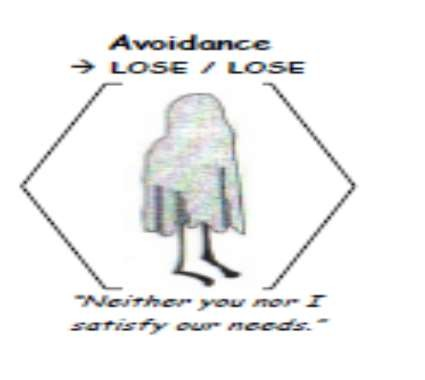 Avoidance
→ LOSE / LOSE
"Neither you nor I
satisfy our needs."